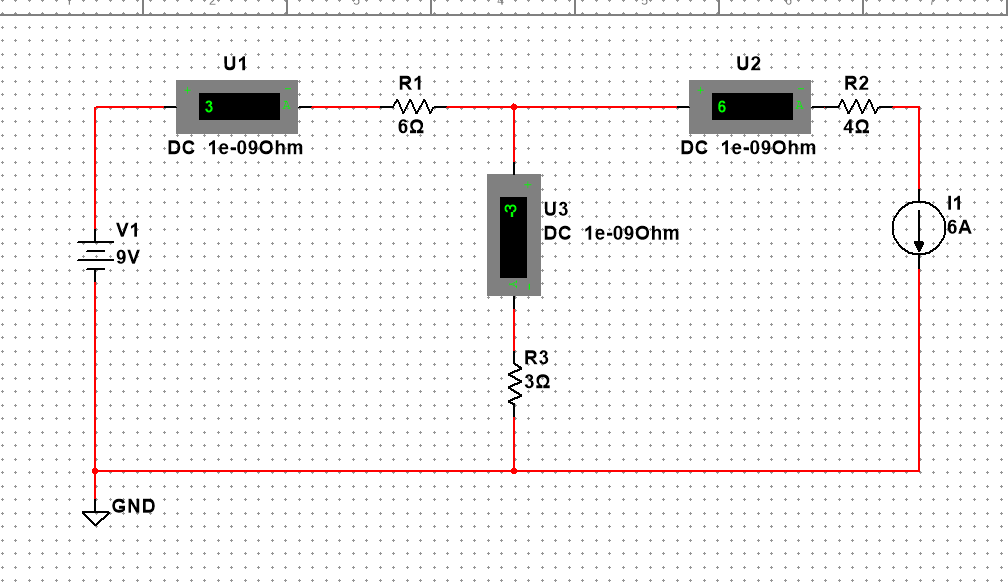 U1
3
A
DC 1e-09Ohm
R1
6Ω
U2
6
A
DC 1e-09Ohm
R2
4Ω
V1
9V
-3
A
U3
DC 1e-09Ohm
I1
6A
R3
3Ω
GND